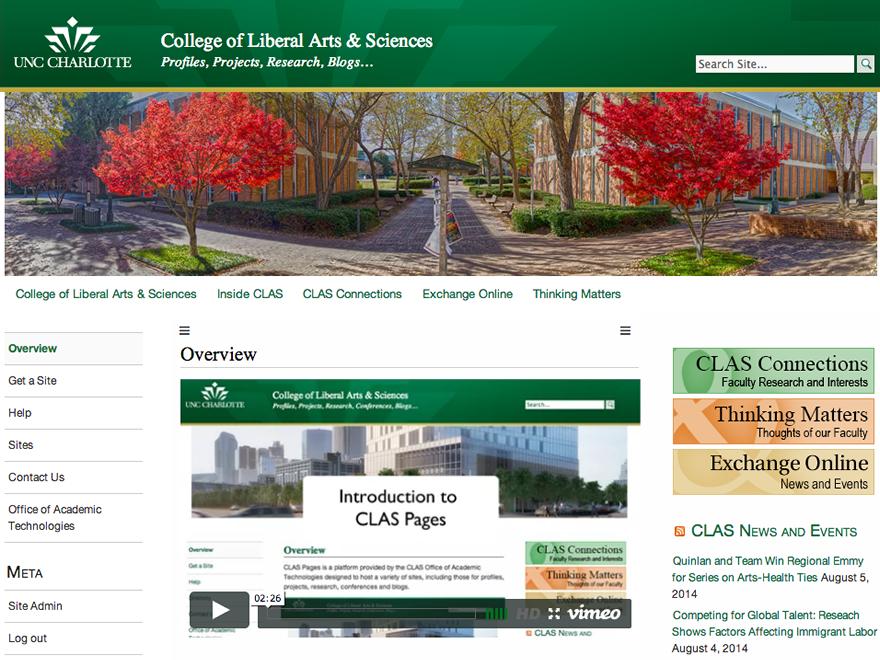 UNC CHARLOTTE
College of Liberal Arts & Sciences
Profiles, Projects, Research, Blogs...
Search Site...
College of Liberal Arts & Sciences Inside CLAS CLAS Connections Exchange Online Thinking Matters
Overview
Get a Site
Help
Sites
Contact Us
Office of Academic
Technologies
META
Site Admin
Log out
Overview
UNC CHARLOTTE
College of Liberal Arts & Sciences
Profiles, Projects, Research, Conferences, Blogs...
Search...
Introduction to
CLAS Pages
Overview
Get a Site
Help
Overview
CLAS Pages is a platform provided by the CLAS Office of Academic
Technologies designed to host a variety of sites, including those for profiles,
projects, research, conferences and blogs.
CLAS Connections
Faculty Research and Interests
Thinking Matters
Thoughts of our Faculty
Exchange Online
CLAS NEWS AND
Office of Academic
02:26
HD
vimeo
CLAS Connections
Faculty Research and Interests
Thinking Matters
Thoughts of our Faculty
Exchange Online
News and Events
CLAS NEWS AND EVENTS
Quinlan and Team Win Regional Emmy
for Series on Arts-Health Ties August 5,
2014
Competing for Global Talent: Reseach
Shows Factors Affecting Immigrant Labor
August 4, 2014